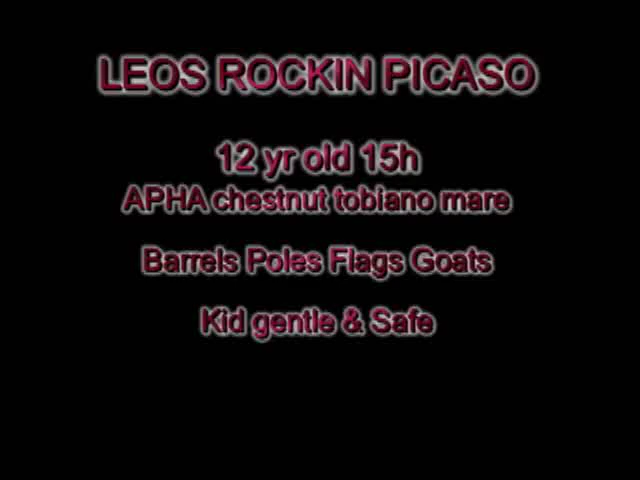 LEOS ROCKIN PICASO
12 yr old 15h
APHA chestnut tobiano mare
Barrels Poles Flags Goats
Kid gentle & Safe